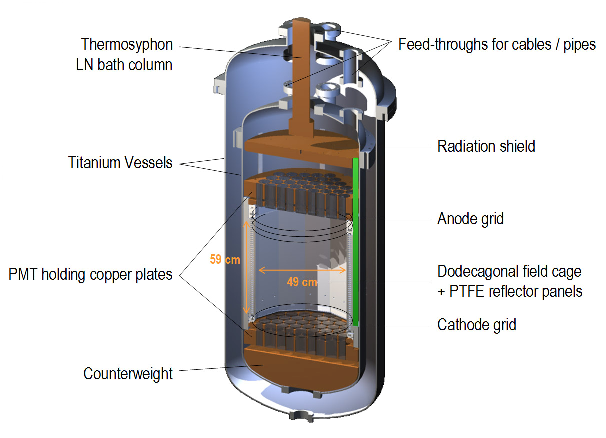 Thermosyphon
LN bath column
Feed-throughs for cables / pipes
Radiation shield
Titanium Vessels
Anode grid
59 cm
49 cm
PMT holding copper plates
Dodecagonal field cage
+ PTFE reflector panels
Cathode grid
Counterweight